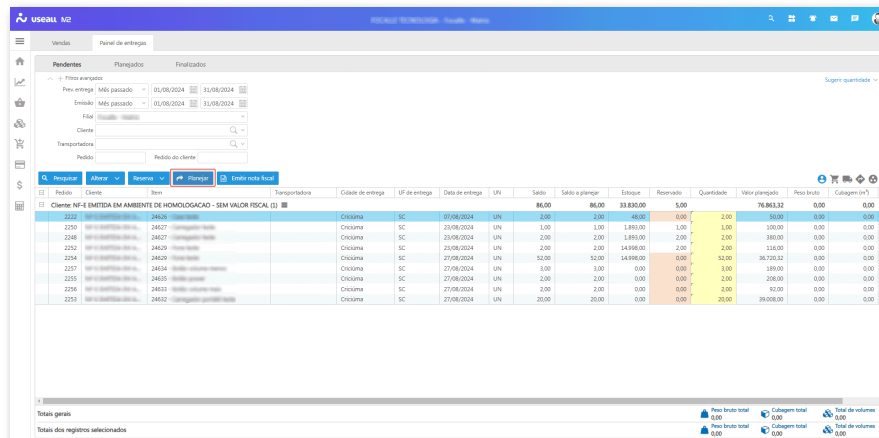 useall M2
Vendas Painel de entregas
Pendentes Planejados Finalizados
Filtros avançados Sugerir quantidade
Prev. entrega Mês passado 01/08/2024 31/08/2024
Emissão Mês passado 01/08/2024 31/08/2024
Filial
Cliente
Transportadora
Pedido Pedido do cliente
Pesquisar Alterar Reserva Planejar Emitir nota fiscal
Pedido Cliente Item Transportadora Cidade de entrega UF de entrega Data de entrega UN Saldo Saldo a planejar Estoque Reservado Quantidade Valor planejado Peso bruto Cubagem (m³)
Cliente: NF-E EMITIDA EM AMBIENTE DE HOMOLOGACAO - SEM VALOR FISCAL (1) 86,00 86,00 33.830,00 5,00 76.863,32 0,00 0,00
2222 24626 Criciúma SC 07/08/2024 UN 2,00 2,00 48,00 0,00 2,00 50,00 0,00 0,00
2250 24627 Criciúma SC 23/08/2024 UN 1,00 1,00 1.893,00 1,00 1,00 100,00 0,00 0,00
2248 24627 Criciúma SC 27/08/2024 UN 2,00 2,00 1.893,00 2,00 2,00 380,00 0,00 0,00
2252 24629 Criciúma SC 27/08/2024 UN 2,00 2,00 14.998,00 2,00 2,00 116,00 0,00 0,00
2254 24629 Criciúma SC 27/08/2024 UN 52,00 52,00 14.998,00 0,00 52,00 36.720,32 0,00 0,00
2257 24634 Criciúma SC 27/08/2024 UN 3,00 3,00 0,00 0,00 3,00 189,00 0,00 0,00
2255 24635 Criciúma SC 27/08/2024 UN 2,00 2,00 0,00 0,00 2,00 208,00 0,00 0,00
2256 24633 Criciúma SC 27/08/2024 UN 2,00 2,00 0,00 0,00 2,00 92,00 0,00 0,00
2253 24632 Criciúma SC 27/08/2024 UN 20,00 20,00 0,00 0,00 20,00 39.008,00 0,00 0,00
Totais gerais Peso bruto total 0,00 Cubagem total 0,00 Total de volumes 0,00
Totais dos registros selecionados Peso bruto total 0,00 Cubagem total 0,00 Total de volumes 0,00